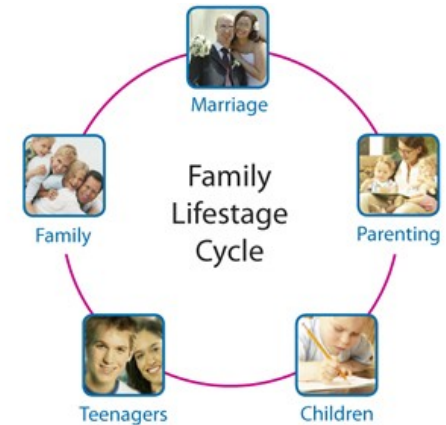 Marriage
Family
Lifestage
Cycle
Family
Parenting
Teenagers
Children